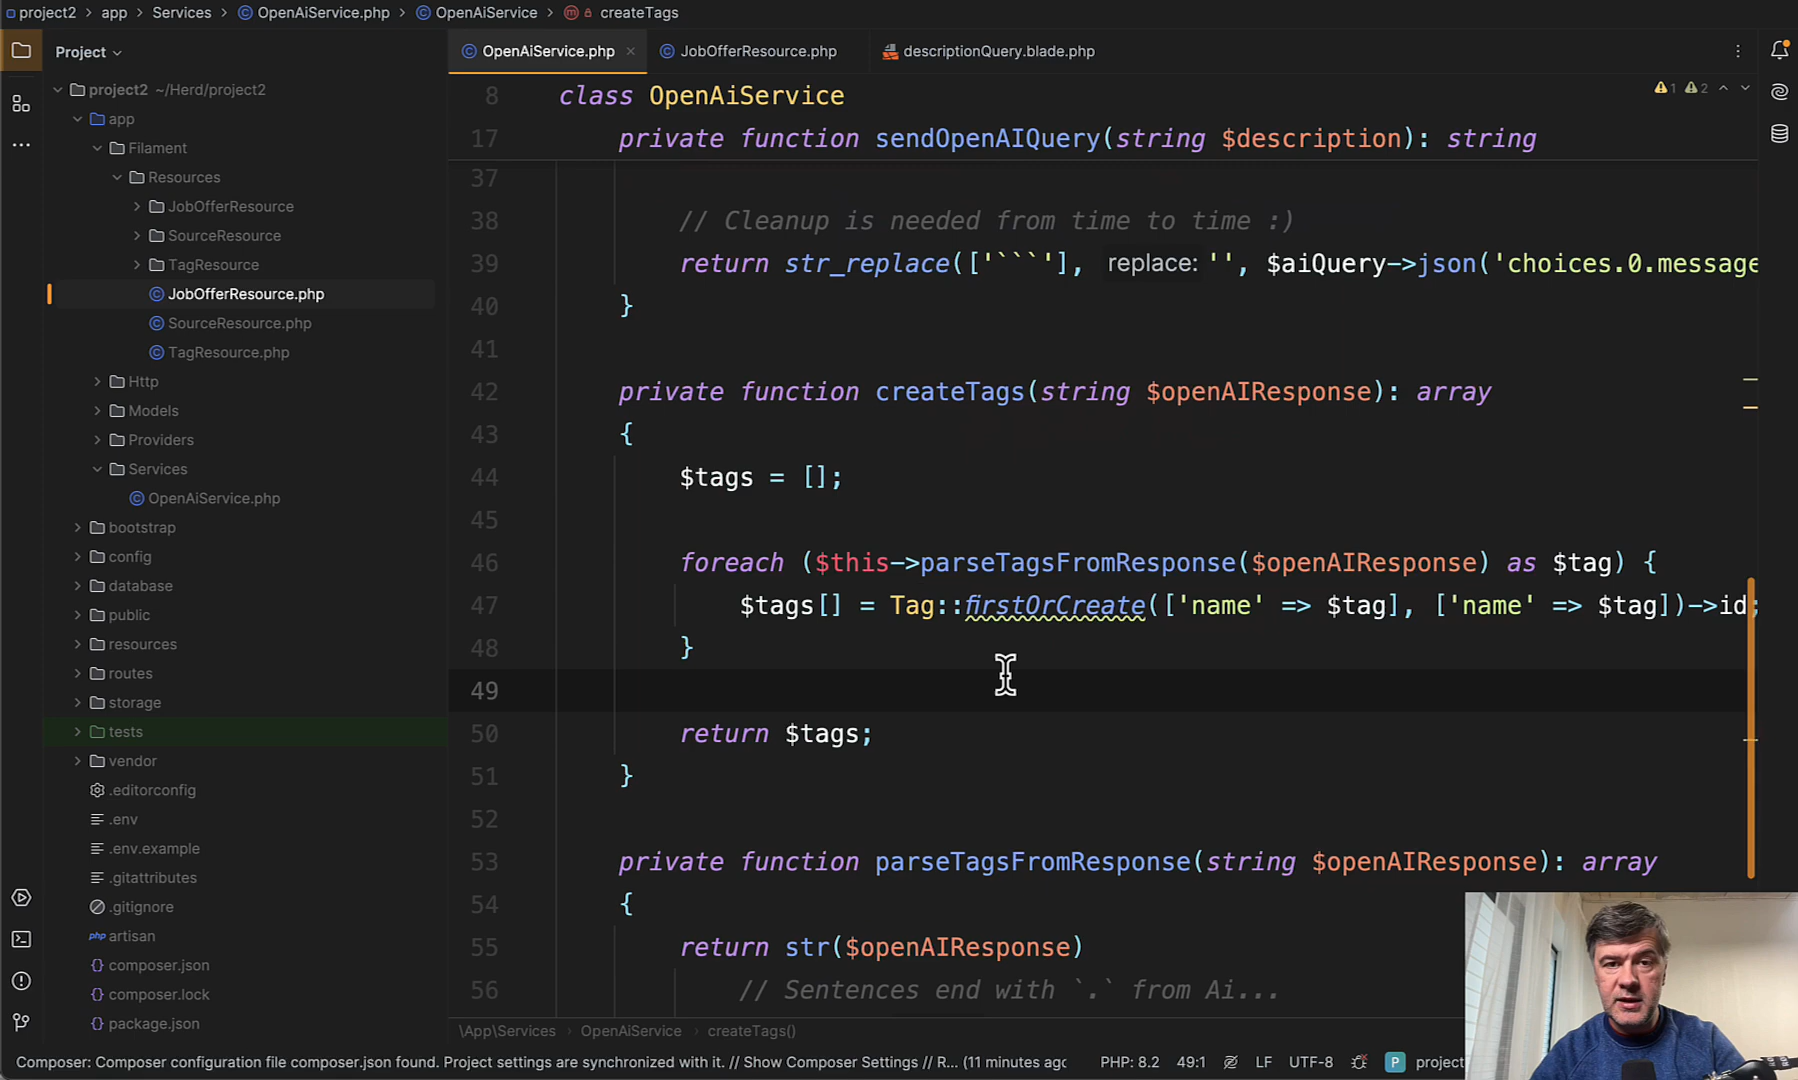 project2 > app > Services > OpenAiService.php > OpenAiService > createTags
Project
OpenAiService.php
JobOfferResource.php
descriptionQuery.blade.php
project2 ~/Herd/project2
app
Filament
Resources
JobOfferResource
SourceResource
TagResource
JobOfferResource.php
SourceResource.php
TagResource.php
Http
Models
Providers
Services
OpenAiService.php
bootstrap
config
database
public
resources
routes
storage
tests
vendor
.editorconfig
.env
.env.example
.gitattributes
.gitignore
php artisan
composer.json
composer.lock
package.json
1 2
8 class OpenAiService
17 private function sendOpenAIQuery(string $description): string
37
38 // Cleanup is needed from time to time :)
39 return str_replace(['```'], replace: '', $aiQuery->json('choices.0.message
40 }
41
42 private function createTags(string $openAIResponse): array
43 {
44 $tags = [];
45
46 foreach ($this->parseTagsFromResponse($openAIResponse) as $tag) {
47 $tags[] = Tag::firstOrCreate(['name' => $tag], ['name' => $tag])->id;
48 }
49
50 return $tags;
51 }
52
53 private function parseTagsFromResponse(string $openAIResponse): array
54 {
55 return str($openAIResponse)
56 // Sentences end with `.` from Ai...
\App\Services > OpenAiService > createTags()
Composer: Composer configuration file composer.json found. Project settings are synchronized with it. // Show Composer Settings // R... (11 minutes ago
PHP: 8.2 49:1 LF UTF-8 P project